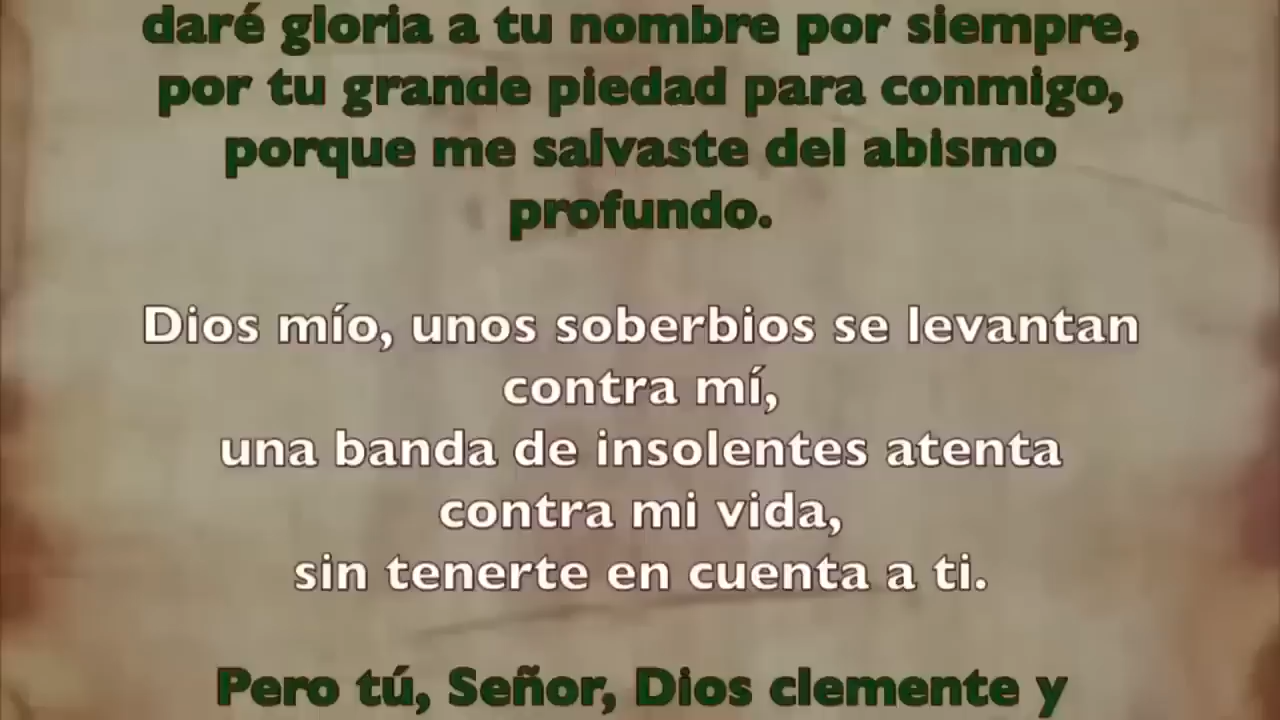 daré gloria a tu nombre por siempre,
por tu grande piedad para conmigo,
porque me salvaste del abismo
profundo.
Dios mío, unos soberbios se levantan
contra mí,
una banda de insolentes atenta
contra mi vida,
sin tenerte en cuenta a ti.
Pero tú, Señor, Dios clemente y